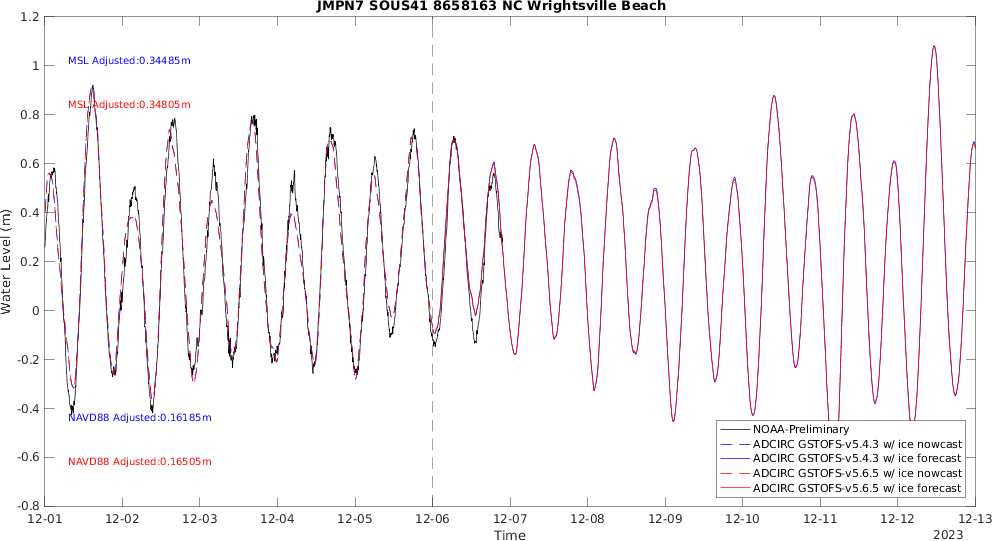 JMPN7 SOUS41 8658163 NC Wrightsville Beach
1.2
1
0.8
0.6
0.4
0.2
0
-0.2
-0.4
-0.6
-0.8
Water Level (m)
MSL Adjusted:0.34485m
MSL Adjusted:0.34805m
NAVD88 Adjusted:0.16185m
NAVD88 Adjusted:0.16505m
NOAA-Preliminary
ADCIRC GSTOFS-v5.4.3 w/ ice nowcast
ADCIRC GSTOFS-v5.4.3 w/ ice forecast
ADCIRC GSTOFS-v5.6.5 w/ ice nowcast
ADCIRC GSTOFS-v5.6.5 w/ ice forecast
12-01 12-02 12-03 12-04 12-05 12-06 12-07 12-08 12-09 12-10 12-11 12-12 12-13
Time
2023